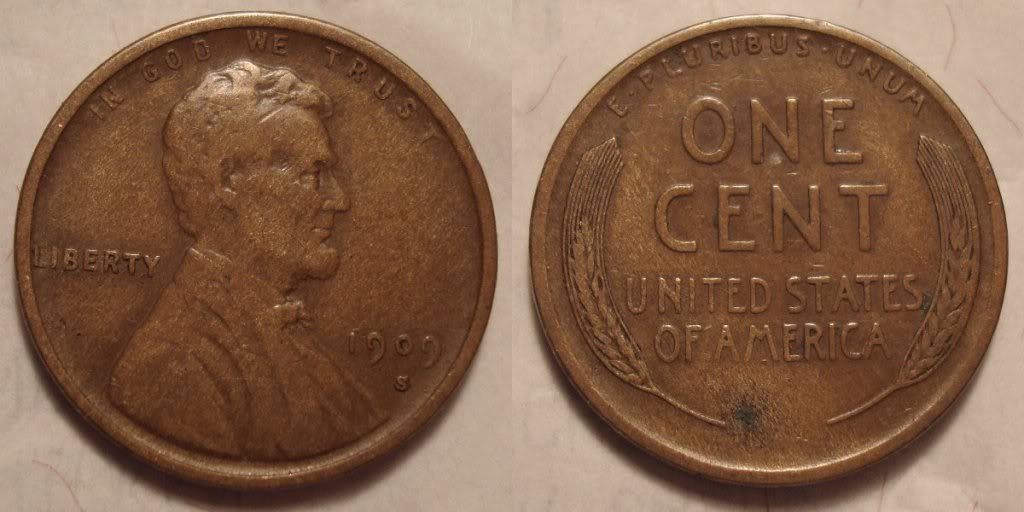 IN GOD WE TRUST
LIBERTY
1909
S
E·PLURIBUS·UNUM
ONE
CENT
UNITED STATES
OF AMERICA